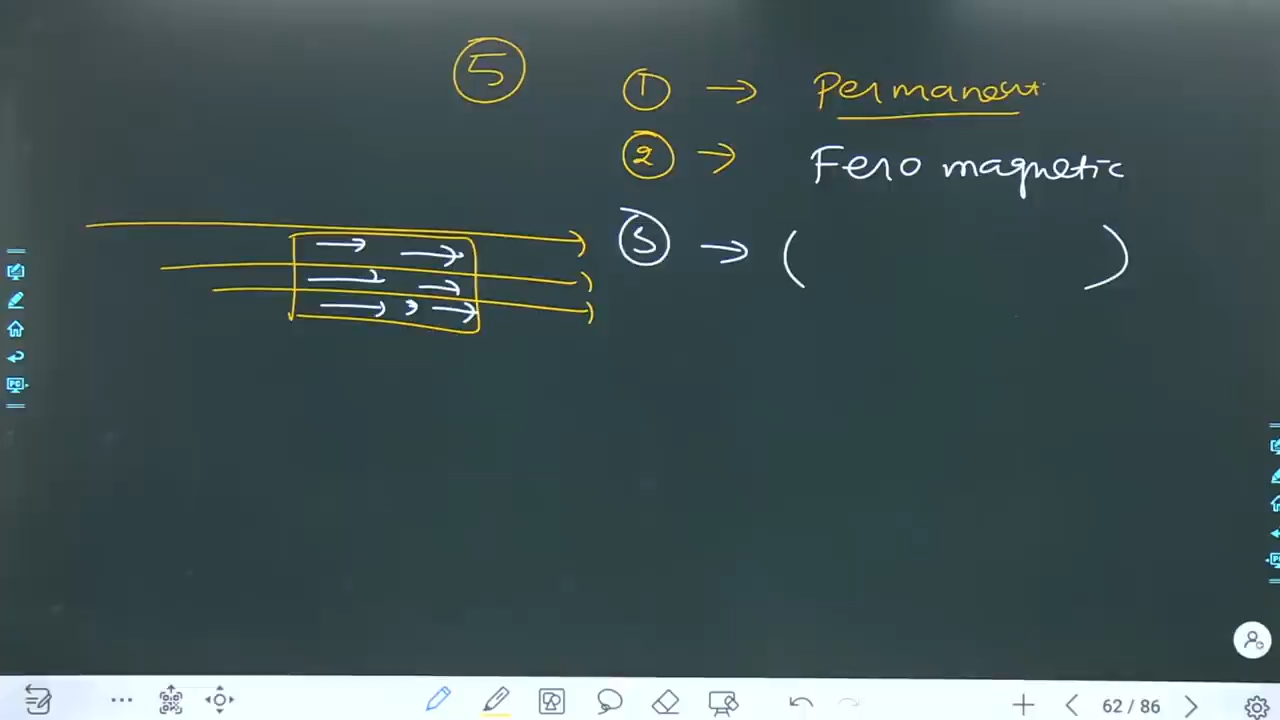 5
1 → Permanent
2 → Fero magnetic
3 → ( )
62 / 86